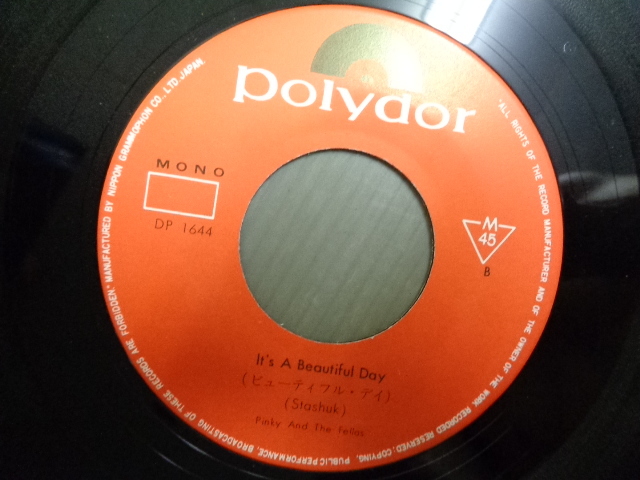 polydor
MONO
DP 1644
M
45
B
It's A Beautiful Day
(ビューティフル・デイ)
(Stashuk)
Pinky And The Fellas
"ALL RIGHTS OF THE RECORD MANUFACTURER AND OF THE OWNER OF THE WORK RECORDED RESERVED. COPYING, PUBLIC PERFORMANCE, BROADCASTING OF THESE RECORDS ARE FORBIDDEN." MANUFACTURED BY NIPPON GRAMMOPHON CO., LTD. JAPAN.